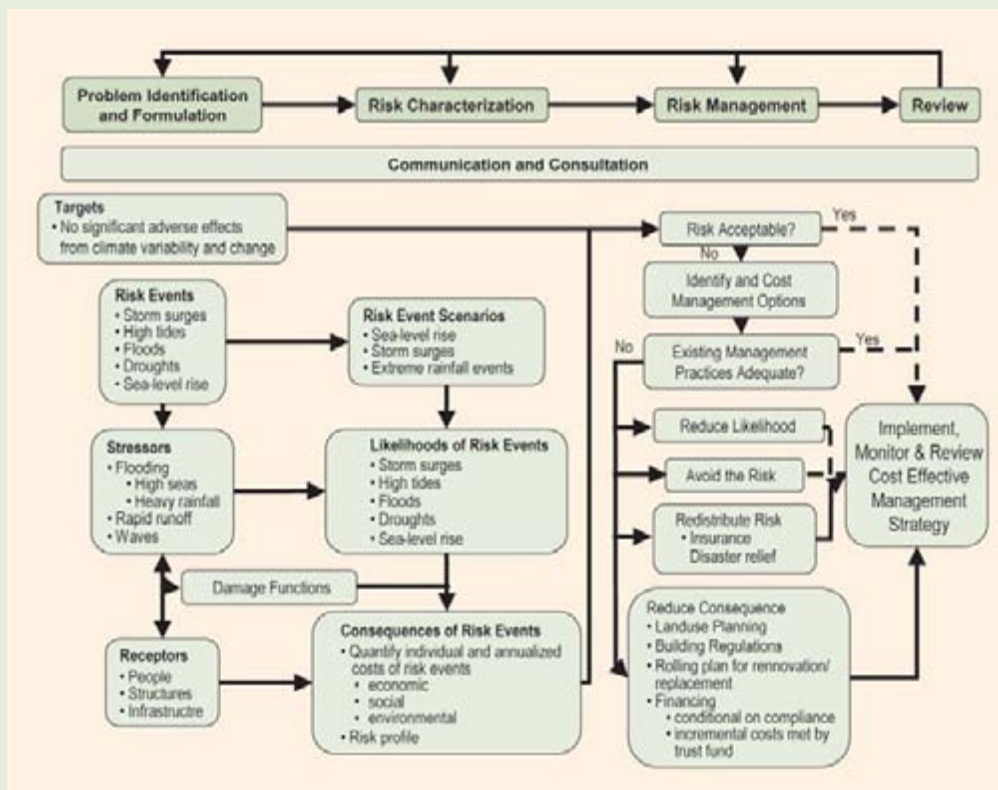 Problem Identification
and Formulation
Risk Characterization
Risk Management
Review
Communication and Consultation
Targets
• No significant adverse effects
from climate variability and change
Risk Events
• Storm surges
• High tides
• Floods
• Droughts
• Sea-level rise
Risk Event Scenarios
• Sea-level rise
• Storm surges
• Extreme rainfall events
Stressors
• Flooding
• High seas
• Heavy rainfall
• Rapid runoff
• Waves
Likelihoods of Risk Events
• Storm surges
• High tides
• Floods
• Droughts
• Sea-level rise
Damage Functions
Receptors
• People
• Structures
• Infrastructre
Consequences of Risk Events
• Quantify individual and annualized
costs of risk events
• economic
• social
• environmental
• Risk profile
Risk Acceptable?
Yes
No
Identify and Cost
Management Options
Existing Management
Practices Adequate?
Yes
No
Reduce Likelihood
Avoid the Risk
Redistribute Risk
• Insurance
Disaster relief
Reduce Consequence
• Landuse Planning
• Building Regulations
• Rolling plan for rennovation/
replacement
• Financing
• conditional on compliance
• incremental costs met by
trust fund
Implement,
Monitor & Review
Cost Effective
Management
Strategy